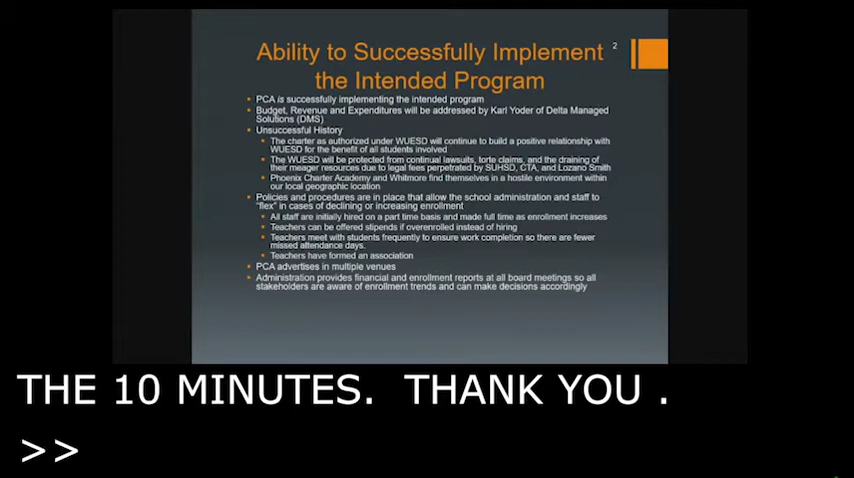 Ability to Successfully Implement 2
the Intended Program
PCA is successfully implementing the intended program
Budget, Revenue and Expenditures will be addressed by Karl Yoder of Delta Managed
Solutions (DMS)
Unsuccessful History
The charter as authorized under WUESD will continue to build a positive relationship with
WUESD for the benefit of all students involved
The WUESD will be protected from continual lawsuits, torte claims, and the draining of
their meager resources due to legal fees perpetrated by SUHSD, CTA, and Lozano Smith
Phoenix Charter Academy and Whitmore find themselves in a hostile environment within
our local geographic location
Policies and procedures are in place that allow the school administration and staff to
"flex" in cases of declining or increasing enrollment
All staff are initially hired on a part time basis and made full time as enrollment increases
Teachers can be offered stipends if overenrolled instead of hiring
Teachers meet with students frequently to ensure work completion so there are fewer
missed attendance days.
Teachers have formed an association
PCA advertises in multiple venues
Administration provides financial and enrollment reports at all board meetings so all
stakeholders are aware of enrollment trends and can make decisions accordingly
THE 10 MINUTES. THANK YOU .
>>